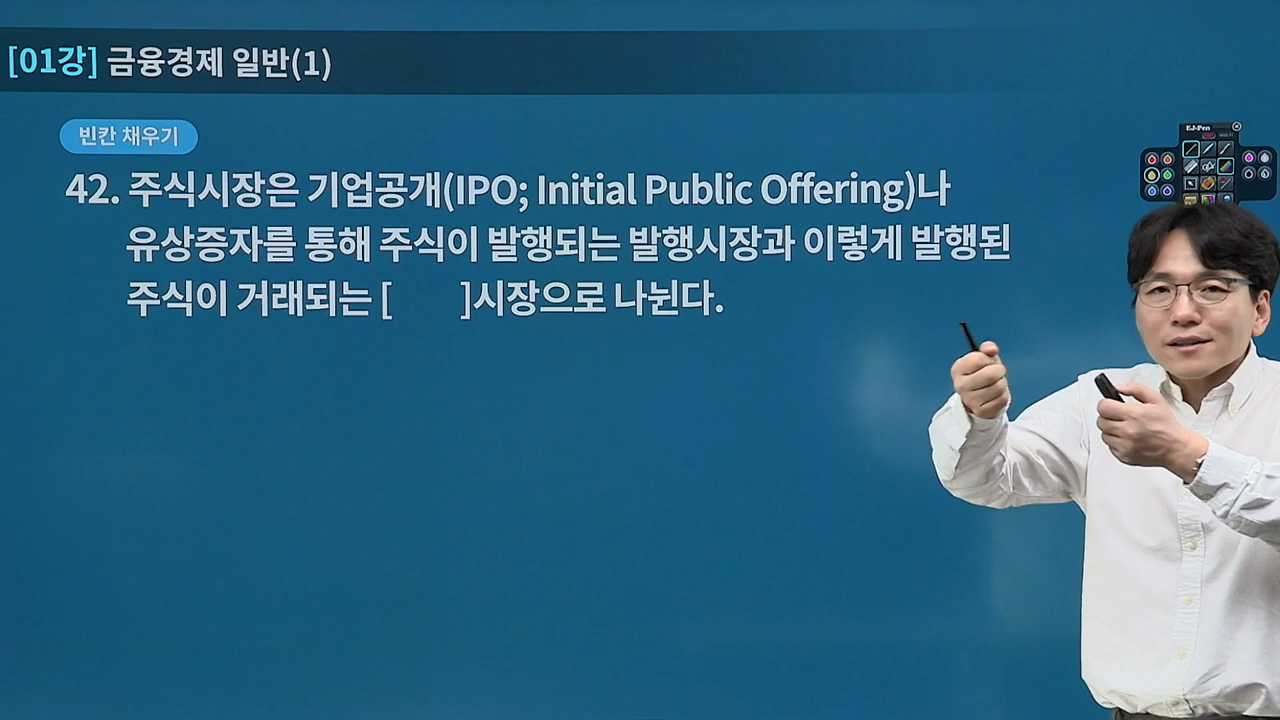 [01강] 금융경제 일반(1)
빈칸 채우기
42. 주식시장은 기업공개(IPO; Initial Public Offering)나
유상증자를 통해 주식이 발행되는 발행시장과 이렇게 발행된
주식이 거래되는 [ ]시장으로 나뉜다.
EJ-Pen